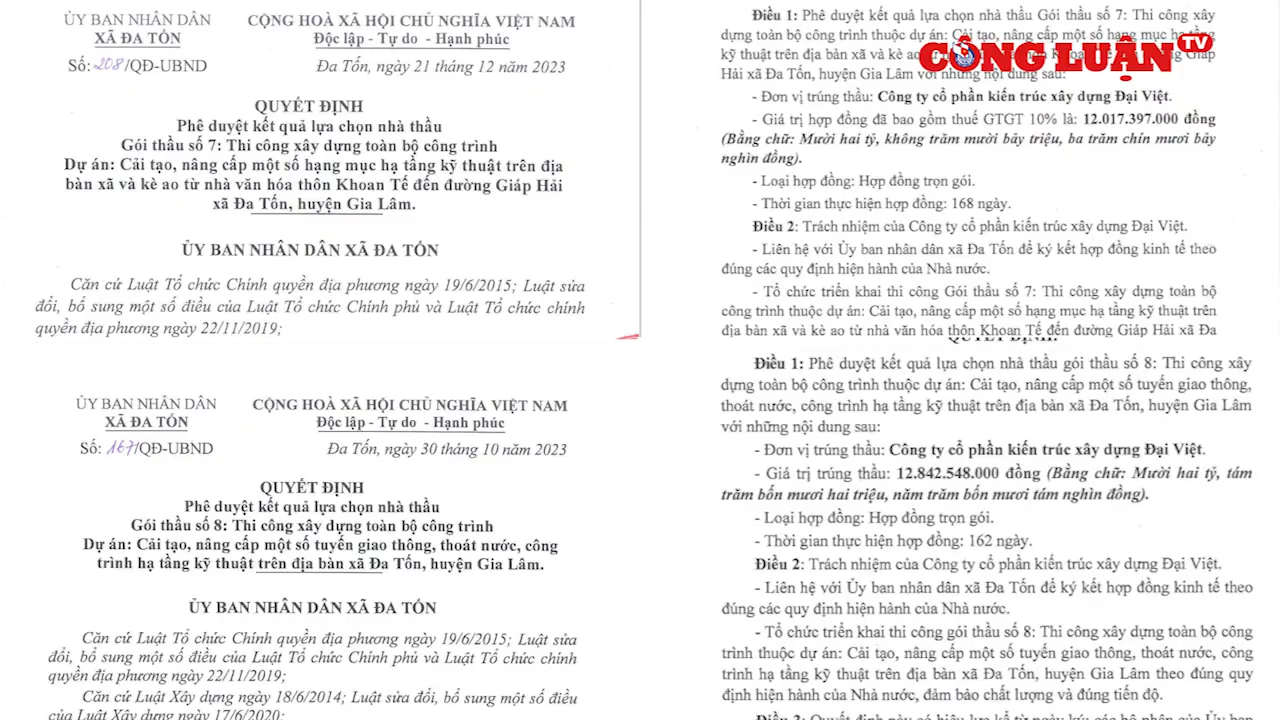 ỦY BAN NHÂN DÂN
XÃ ĐA TỐN
Số: 208/QĐ-UBND
CỘNG HOÀ XÃ HỘI CHỦ NGHĨA VIỆT NAM
Độc lập - Tự do - Hạnh phúc
Đa Tốn, ngày 21 tháng 12 năm 2023
QUYẾT ĐỊNH
Phê duyệt kết quả lựa chọn nhà thầu
Gói thầu số 7: Thi công xây dựng toàn bộ công trình
Dự án: Cải tạo, nâng cấp một số hạng mục hạ tầng kỹ thuật trên địa
bàn xã và kè ao từ nhà văn hóa thôn Khoan Tế đến đường Giáp Hải
xã Đa Tốn, huyện Gia Lâm.
ỦY BAN NHÂN DÂN XÃ ĐA TỐN
Căn cứ Luật Tổ chức Chính quyền địa phương ngày 19/6/2015; Luật sửa
đổi, bổ sung một số điều của Luật Tổ chức Chính phủ và Luật Tổ chức chính
quyền địa phương ngày 22/11/2019;
CÔNG LUẬN TV
Điều 1: Phê duyệt kết quả lựa chọn nhà thầu Gói thầu số 7: Thi công xây
dựng toàn bộ công trình thuộc dự án: Cải tạo, nâng cấp một số hạng mục hạ tầng
kỹ thuật trên địa bàn xã và kè ao Giáp
Hải xã Đa Tốn, huyện Gia Lâm với những nội dung sau:
- Đơn vị trúng thầu: Công ty cổ phần kiến trúc xây dựng Đại Việt.
- Giá trị hợp đồng đã bao gồm thuế GTGT 10% là: 12.017.397.000 đồng
(Bằng chữ: Mười hai tỷ, không trăm mười bảy triệu, ba trăm chín mươi bảy
nghìn đồng).
- Loại hợp đồng: Hợp đồng trọn gói.
- Thời gian thực hiện hợp đồng: 168 ngày.
Điều 2: Trách nhiệm của Công ty cổ phần kiến trúc xây dựng Đại Việt.
- Liên hệ với Ủy ban nhân dân xã Đa Tốn để ký kết hợp đồng kinh tế theo
đúng các quy định hiện hành của Nhà nước.
- Tổ chức triển khai thi công Gói thầu số 7: Thi công xây dựng toàn bộ
công trình thuộc dự án: Cải tạo, nâng cấp một số hạng mục hạ tầng kỹ thuật trên
địa bàn xã và kè ao từ nhà văn hóa thôn Khoan Tế đến đường Giáp Hải xã Đa
ỦY BAN NHÂN DÂN
XÃ ĐA TỐN
Số: 167/QĐ-UBND
CỘNG HOÀ XÃ HỘI CHỦ NGHĨA VIỆT NAM
Độc lập - Tự do - Hạnh phúc
Đa Tốn, ngày 30 tháng 10 năm 2023
QUYẾT ĐỊNH
Phê duyệt kết quả lựa chọn nhà thầu
Gói thầu số 8: Thi công xây dựng toàn bộ công trình
Dự án: Cải tạo, nâng cấp một số tuyến giao thông, thoát nước, công
trình hạ tầng kỹ thuật trên địa bàn xã Đa Tốn, huyện Gia Lâm.
ỦY BAN NHÂN DÂN XÃ ĐA TỐN
Căn cứ Luật Tổ chức Chính quyền địa phương ngày 19/6/2015; Luật sửa
đổi, bổ sung một số điều của Luật Tổ chức Chính phủ và Luật Tổ chức chính
quyền địa phương ngày 22/11/2019;
Căn cứ Luật Xây dựng ngày 18/6/2014; Luật sửa đổi, bổ sung một số điều
của Luật Xây dựng ngày 17/6/2020;
QUYẾT ĐỊNH:
Điều 1: Phê duyệt kết quả lựa chọn nhà thầu gói thầu số 8: Thi công xây
dựng toàn bộ công trình thuộc dự án: Cải tạo, nâng cấp một số tuyến giao thông,
thoát nước, công trình hạ tầng kỹ thuật trên địa bàn xã Đa Tốn, huyện Gia Lâm
với những nội dung sau:
- Đơn vị trúng thầu: Công ty cổ phần kiến trúc xây dựng Đại Việt.
- Giá trị trúng thầu: 12.842.548.000 đồng (Bằng chữ: Mười hai tỷ, tám
trăm bốn mươi hai triệu, năm trăm bốn mươi tám nghìn đồng).
- Loại hợp đồng: Hợp đồng trọn gói.
- Thời gian thực hiện hợp đồng: 162 ngày.
Điều 2: Trách nhiệm của Công ty cổ phần kiến trúc xây dựng Đại Việt.
- Liên hệ với Ủy ban nhân dân xã Đa Tốn để ký kết hợp đồng kinh tế theo
đúng các quy định hiện hành của Nhà nước.
- Tổ chức triển khai thi công gói thầu số 8: Thi công xây dựng toàn bộ công
trình thuộc dự án: Cải tạo, nâng cấp một số tuyến giao thông, thoát nước, công
trình hạ tầng kỹ thuật trên địa bàn xã Đa Tốn, huyện Gia Lâm theo đúng quy
định hiện hành của Nhà nước, đảm bảo chất lượng và đúng tiến độ.
Điều 3: Quyết định này có hiệu lực kể từ ngày ký; các bộ phận của Ủy ban